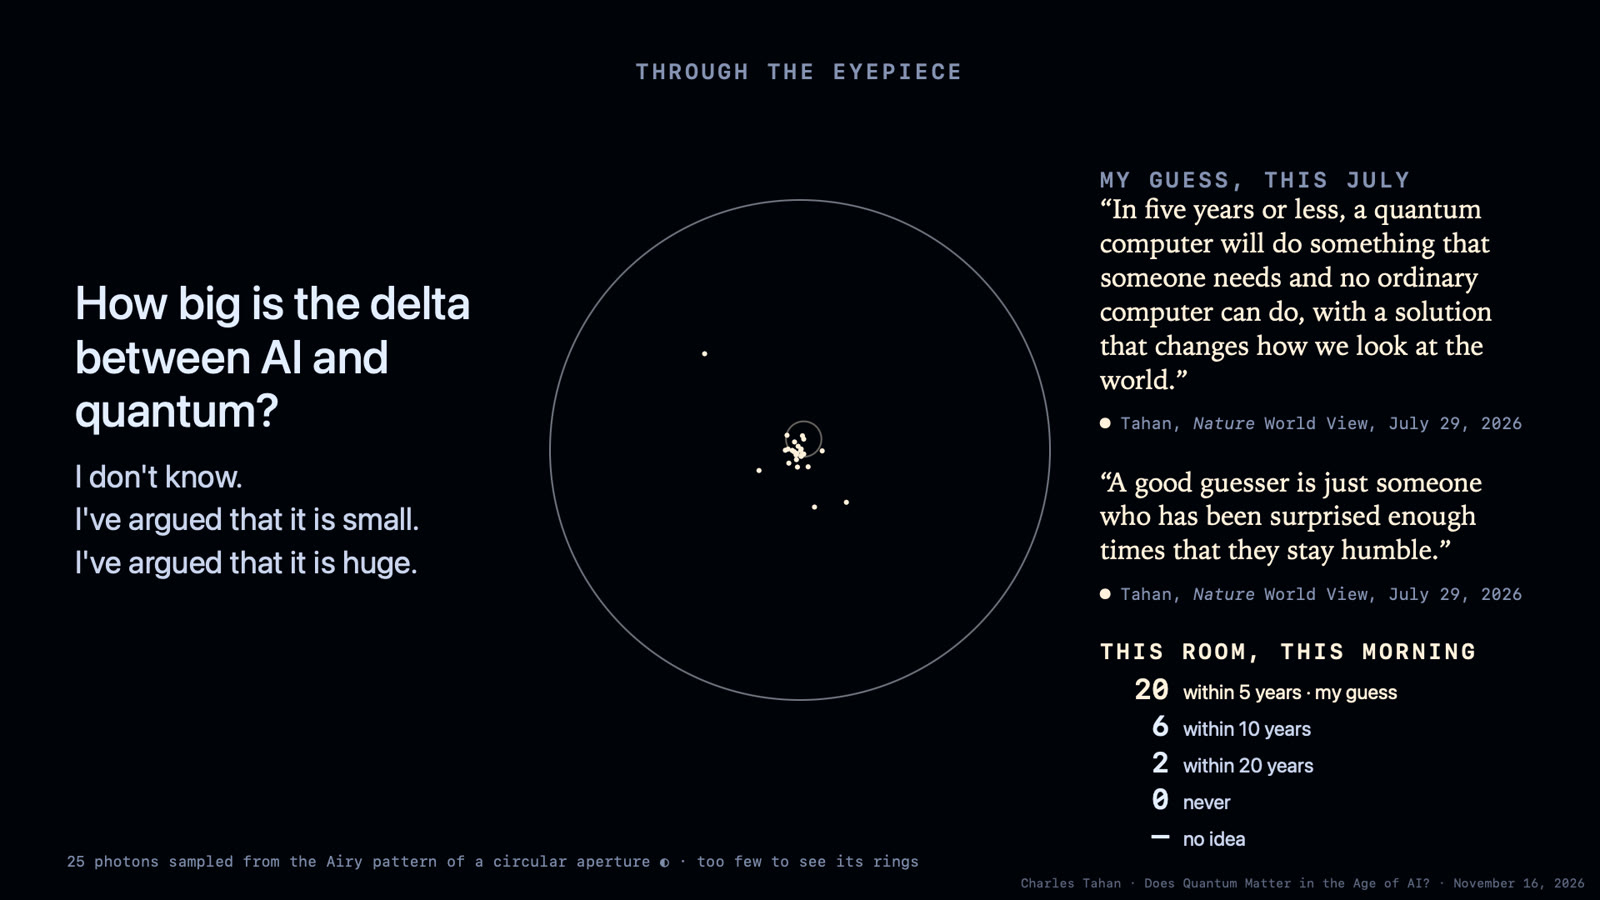 THROUGH THE EYEPIECE
How big is the delta
between AI and
quantum?
I don't know.
I've argued that it is small.
I've argued that it is huge.
MY GUESS, THIS JULY
“In five years or less, a quantum
computer will do something that
someone needs and no ordinary
computer can do, with a solution
that changes how we look at the
world.”
● Tahan, Nature World View, July 29, 2026
“A good guesser is just someone
who has been surprised enough
times that they stay humble.”
● Tahan, Nature World View, July 29, 2026
THIS ROOM, THIS MORNING
20 within 5 years · my guess
6 within 10 years
2 within 20 years
0 never
— no idea
25 photons sampled from the Airy pattern of a circular aperture ◐ · too few to see its rings
Charles Tahan · Does Quantum Matter in the Age of AI? · November 16, 2026